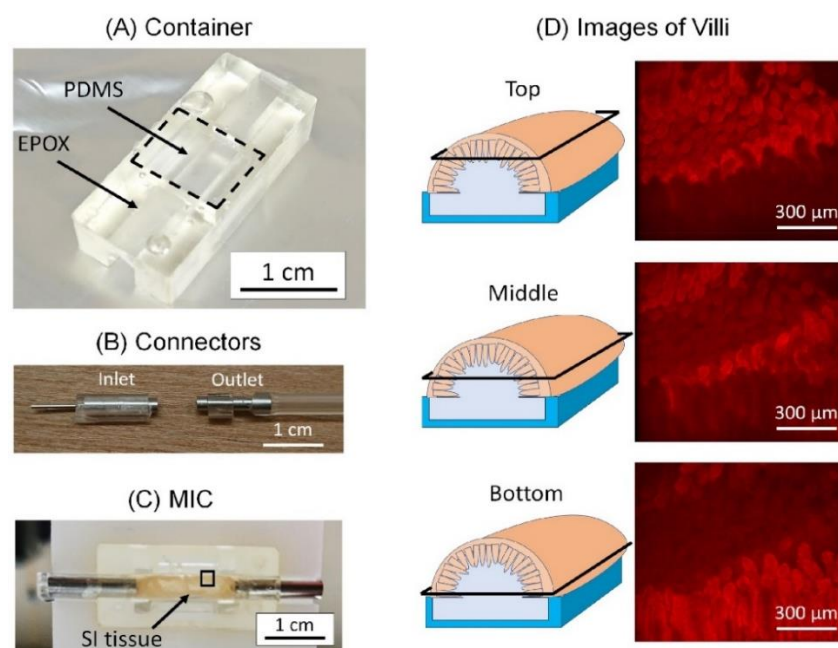 (A) Container
PDMS
EPOX
1 cm
(B) Connectors
Inlet
Outlet
1 cm
(C) MIC
SI tissue
1 cm
(D) Images of Villi
Top
300 µm
Middle
300 µm
Bottom
300 µm